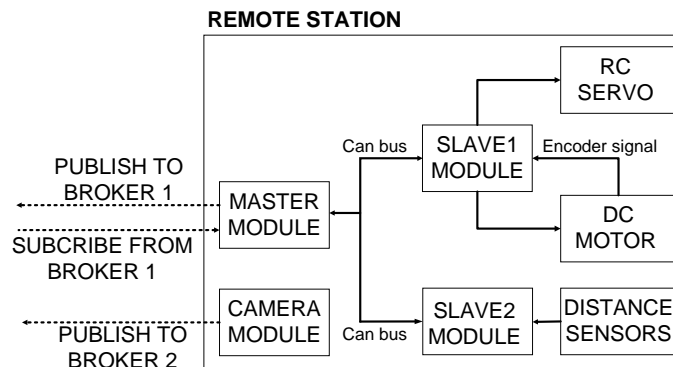 REMOTE STATION
RC
SERVO
Can bus
SLAVE1
MODULE
Encoder signal
PUBLISH TO
BROKER 1
MASTER
MODULE
DC
MOTOR
SUBCRIBE FROM
BROKER 1
CAMERA
MODULE
SLAVE2
MODULE
DISTANCE
SENSORS
PUBLISH TO
BROKER 2
Can bus